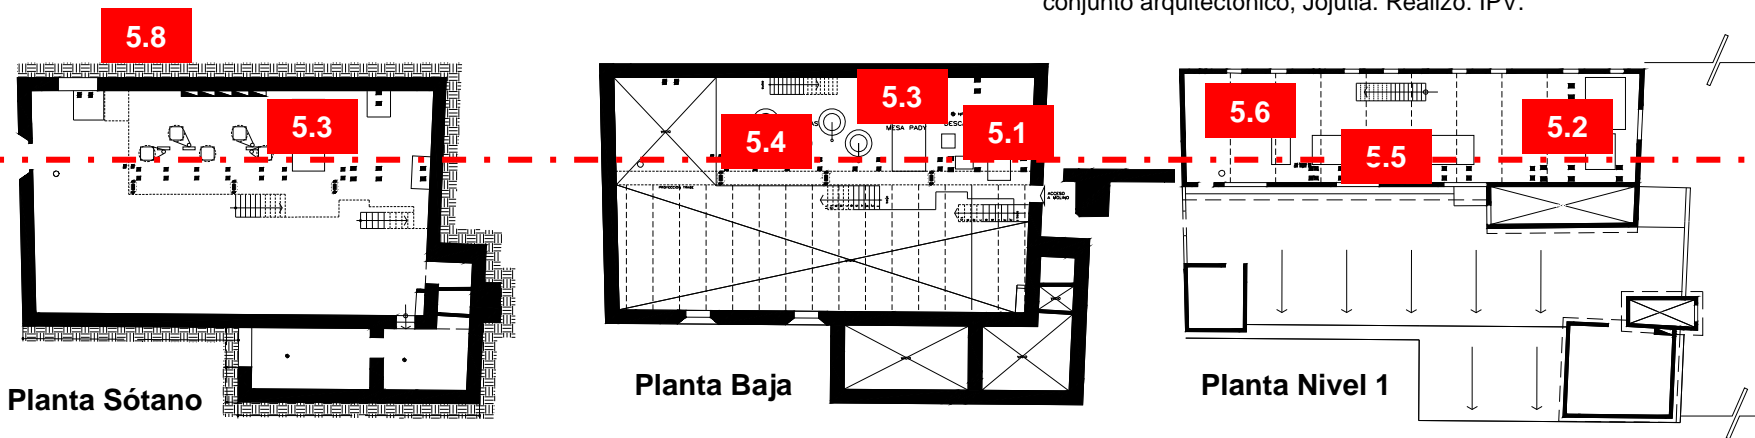 conjunto arquitectónico, Jojutla. Realizó: IPV.
5.8
5.3
5.3
5.4
5.1
MESA PADY
ACCESO
A MOLINO
5.6
5.5
5.2
Planta Sótano
Planta Baja
Planta Nivel 1